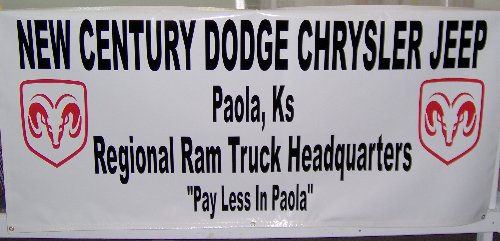 NEW CENTURY DODGE CHRYSLER JEEP
Paola, Ks
Regional Ram Truck Headquarters
"Pay Less In Paola"